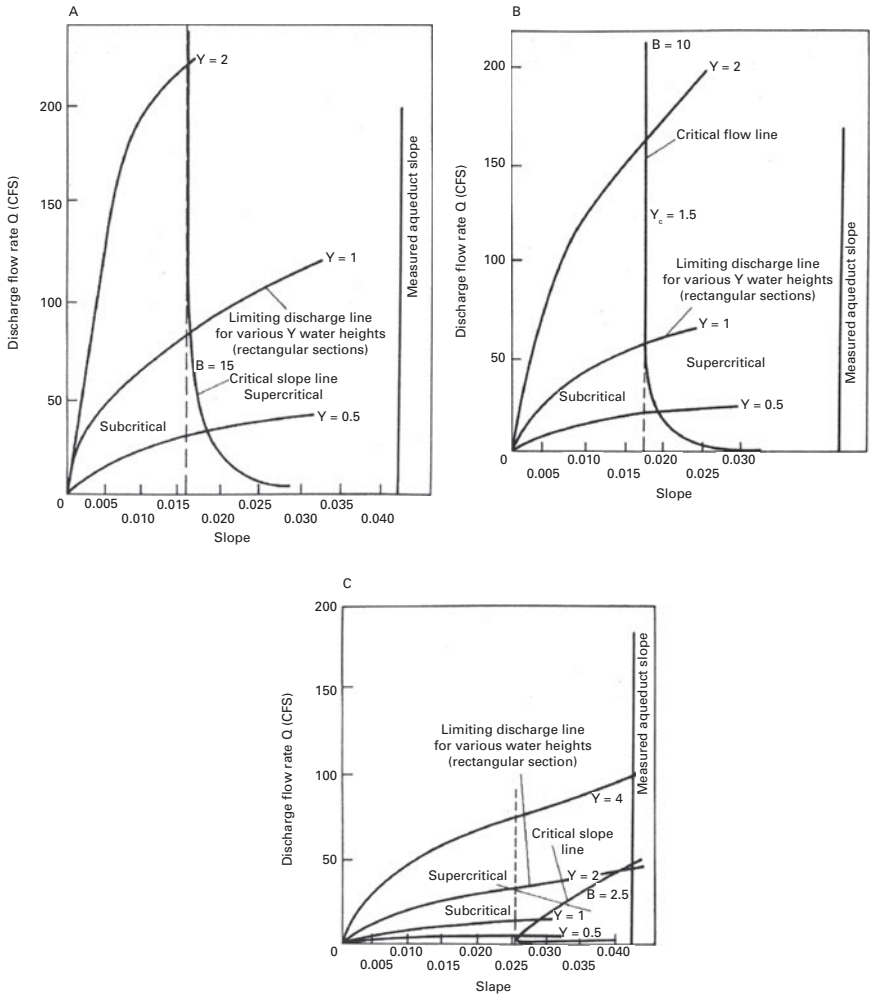 A
Y = 2
200
150
100
50
0
Discharge flow rate Q (CFS)
Y = 1
Limiting discharge line
for various Y water heights
(rectangular sections)
B = 15
Critical slope line
Supercritical
Subcritical
Y = 0.5
Measured aqueduct slope
0.005
0.010
0.015
0.020
0.025
0.030
0.035
0.040
Slope
B
B = 10
Y = 2
200
150
100
50
0
Discharge flow rate Q (CFS)
Critical flow line
Yc = 1.5
Limiting discharge line
for various Y water heights
(rectangular sections)
Y = 1
Supercritical
Subcritical
Y = 0.5
Measured aqueduct slope
0.005
0.010
0.015
0.020
0.025
0.030
Slope
C
200
150
100
50
0
Discharge flow rate Q (CFS)
Limiting discharge line
for various water heights
(rectangular section)
Y = 4
Critical slope
line
Supercritical
Y = 2
B = 2.5
Subcritical
Y = 1
Y = 0.5
Measured aqueduct slope
0.005
0.010
0.015
0.020
0.025
0.030
0.035
0.040
Slope